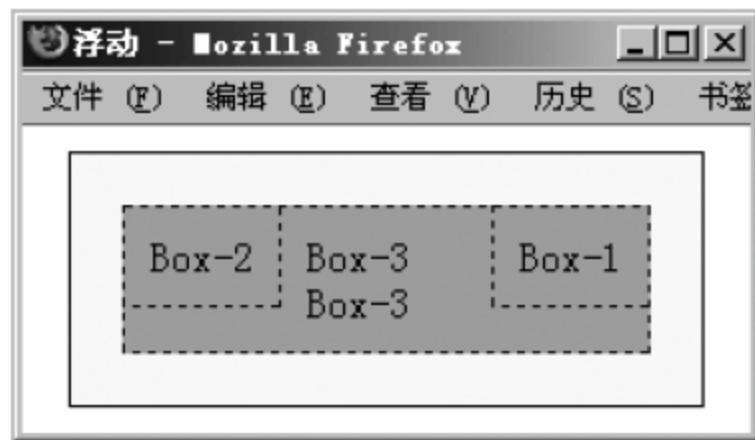 浮动 - Mozilla Firefox
文件 (F) 编辑 (E) 查看 (V) 历史 (S) 书签
Box-2 Box-3 Box-1
Box-3